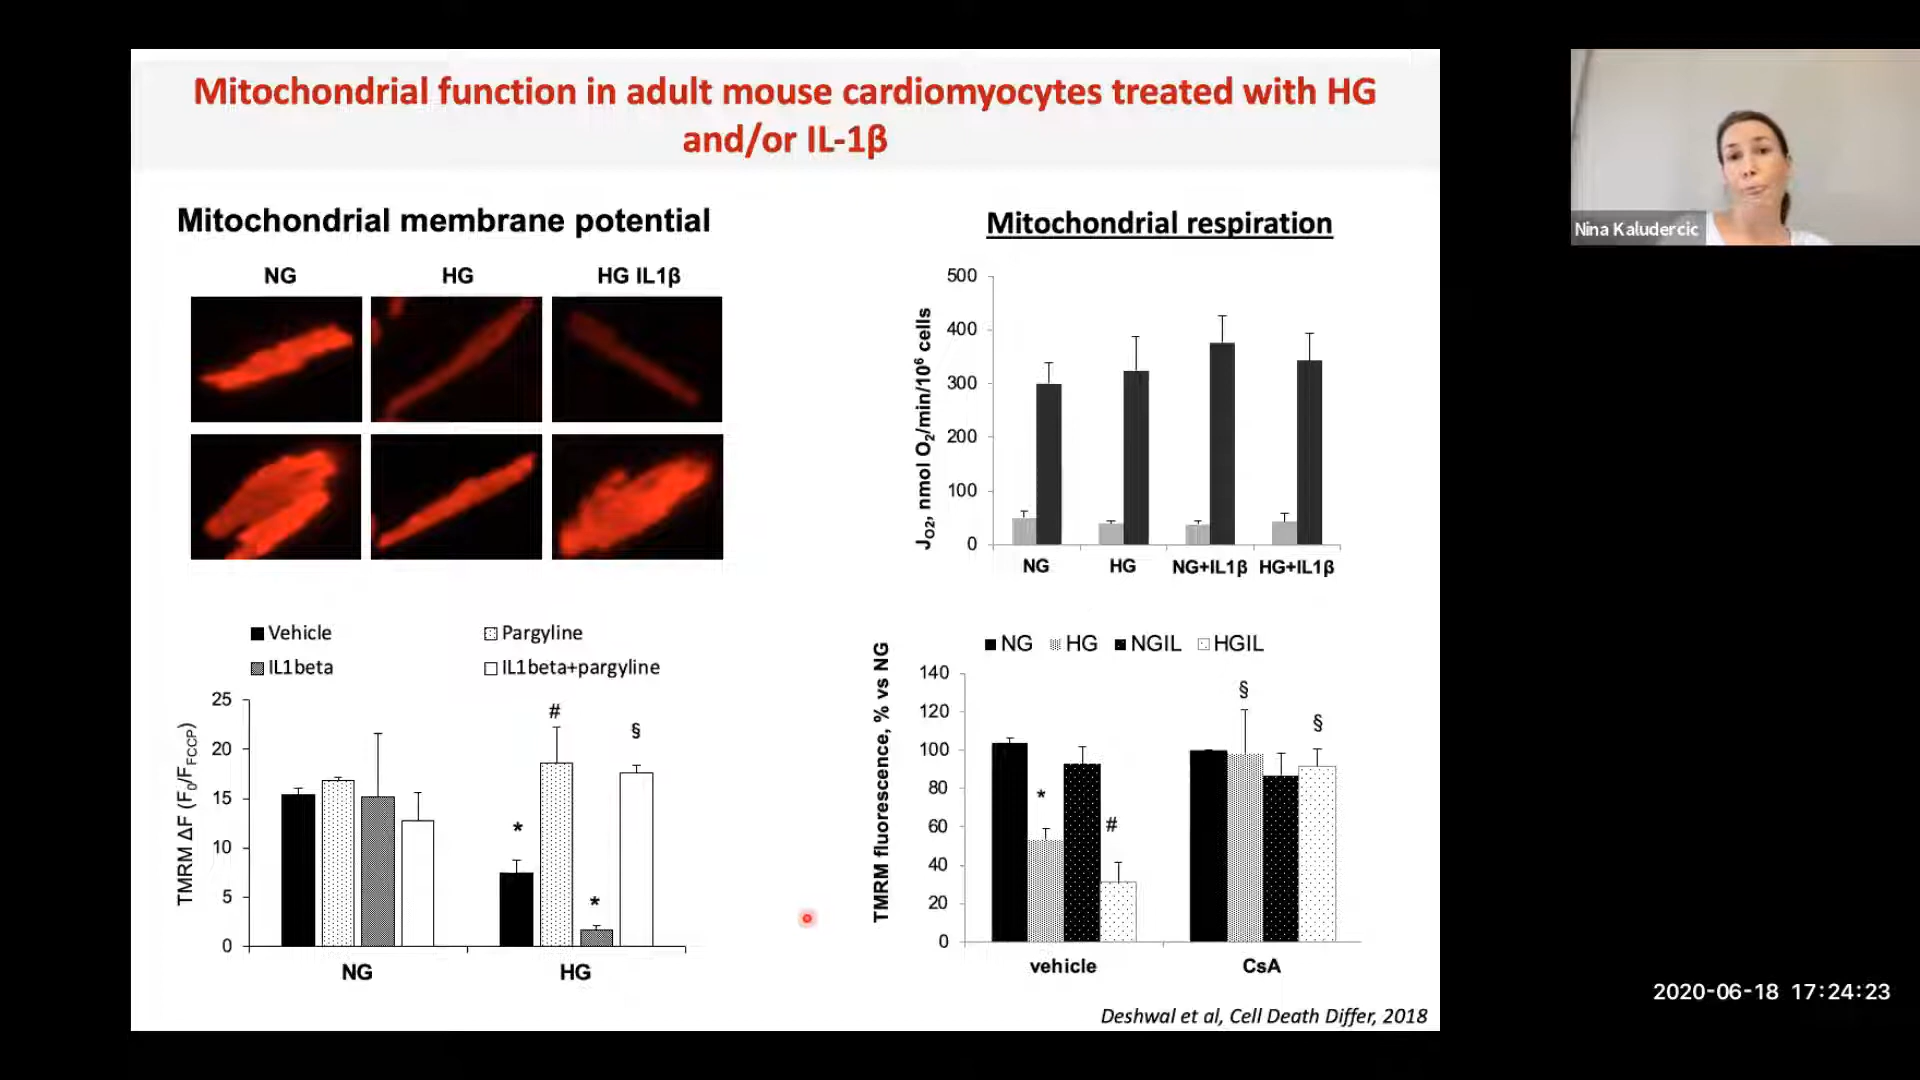 Mitochondrial function in adult mouse cardiomyocytes treated with HG
and/or IL-1β
Nina Kaludercic
Mitochondrial membrane potential
NG HG HG IL1β
Vehicle Pargyline
IL1beta IL1beta+pargyline
TMRM ΔF (F0/FFCCP)
25
20
15
10
5
0
#
§
*
*
NG HG
Mitochondrial respiration
JO2, nmol O2/min/10⁶ cells
500
400
300
200
100
0
NG HG NG+IL1β HG+IL1β
NG HG NGIL HGIL
TMRM fluorescence, % vs NG
140
120
100
80
60
40
20
0
*
#
§
§
vehicle CsA
Deshwal et al, Cell Death Differ, 2018
2020-06-18 17:24:23